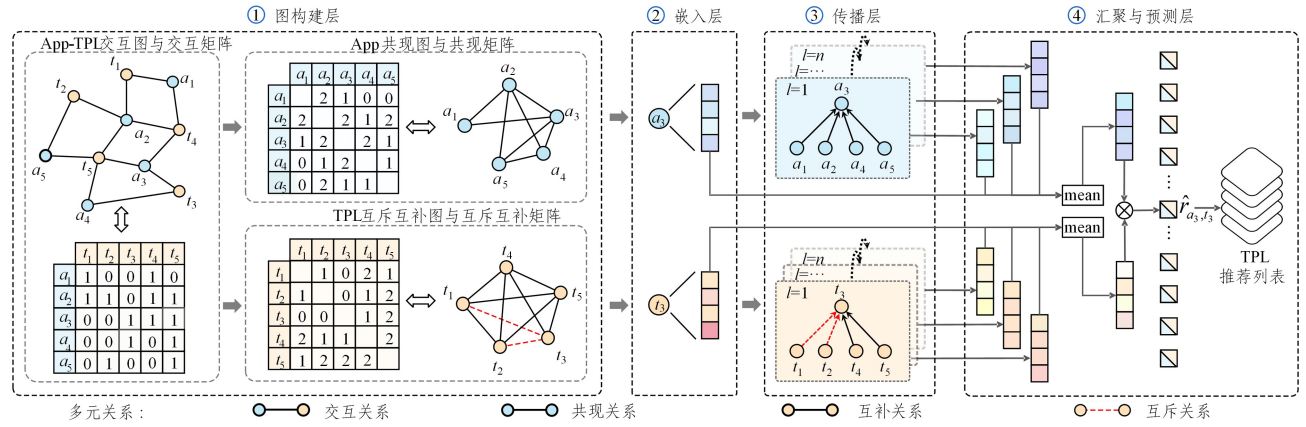 ① 图构建层
② 嵌入层
③ 传播层
④ 汇聚与预测层
App-TPL交互图与交互矩阵
t₁
a₁
t₂
a₂
t₄
a₅
t₅
a₃
t₃
a₄
t₁ t₂ t₃ t₄ t₅
a₁ 1 0 0 1 0
a₂ 1 1 0 1 1
a₃ 0 0 1 1 1
a₄ 0 0 1 0 1
a₅ 0 1 0 0 1
App共现图与共现矩阵
a₁ a₂ a₃ a₄ a₅
a₁ 2 1 0 0
a₂ 2 2 1 2
a₃ 1 2 2 1
a₄ 0 1 2 1
a₅ 0 2 1 1
a₂
a₁
a₃
a₅
a₄
TPL互斥互补图与互斥互补矩阵
t₁ t₂ t₃ t₄ t₅
t₁ 1 0 2 1
t₂ 1 0 1 2
t₃ 0 0 1 2
t₄ 2 1 1 2
t₅ 1 2 2 2
t₄
t₁
t₅
t₂
t₃
a₃
t₃
l=n
l=⋯
l=1
a₃
a₁ a₂ a₄ a₅
l=n
l=⋯
l=1
t₃
t₁ t₂ t₄ t₅
mean
mean
r̂ₐ₃,ₜ₃
TPL
推荐列表
多元关系:
交互关系
共现关系
互补关系
互斥关系